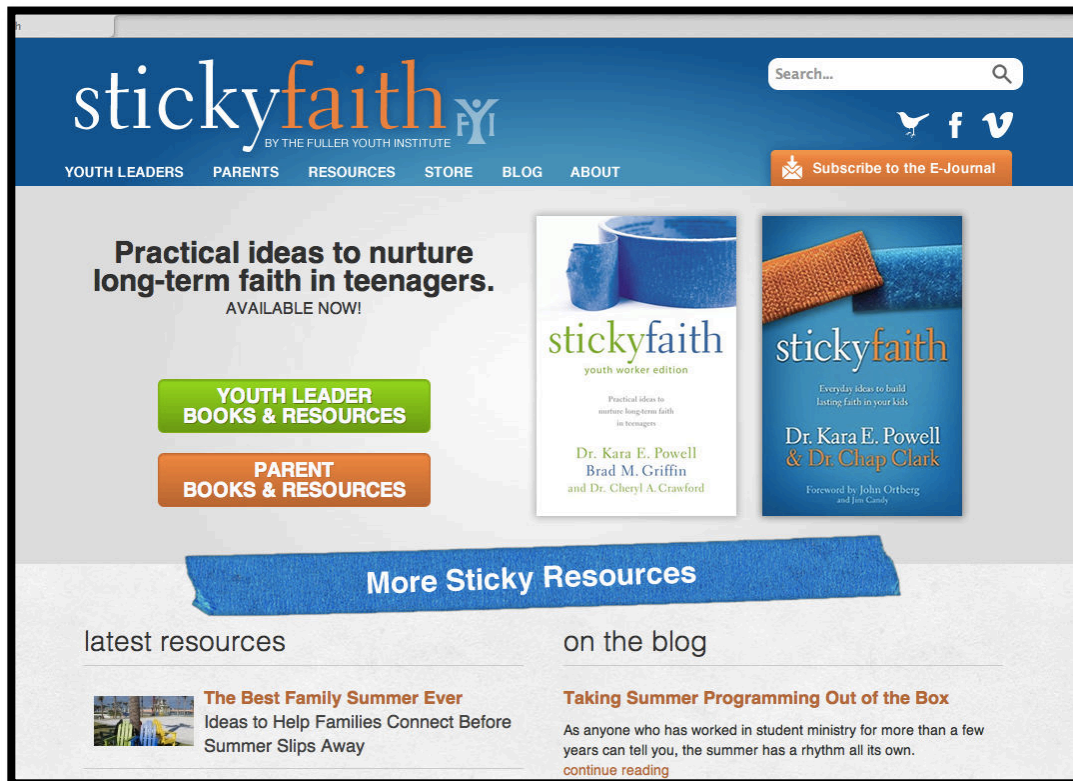 h
stickyfaith FYI
BY THE FULLER YOUTH INSTITUTE
Search...
YOUTH LEADERS PARENTS RESOURCES STORE BLOG ABOUT
Subscribe to the E-Journal
Practical ideas to nurture
long-term faith in teenagers.
AVAILABLE NOW!
YOUTH LEADER
BOOKS & RESOURCES
PARENT
BOOKS & RESOURCES
stickyfaith
youth worker edition
Practical ideas to
nurture long-term faith
in teenagers
Dr. Kara E. Powell
Brad M. Griffin
and Dr. Cheryl A. Crawford
stickyfaith
Everyday ideas to build
lasting faith in your kids
Dr. Kara E. Powell
& Dr. Chap Clark
Foreword by John Ortberg
and Jim Candy
More Sticky Resources
latest resources
The Best Family Summer Ever
Ideas to Help Families Connect Before
Summer Slips Away
on the blog
Taking Summer Programming Out of the Box
As anyone who has worked in student ministry for more than a few
years can tell you, the summer has a rhythm all its own.
continue reading